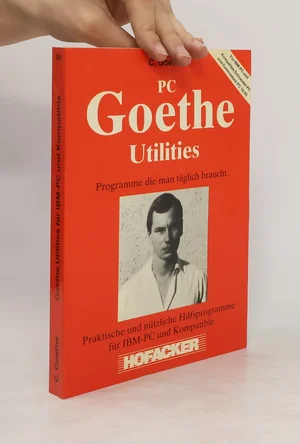 PC
Goethe
Utilities
Programme die man täglich braucht.
Praktische und nützliche Hilfsprogramme
für IBM-PC und Kompatible
HOFACKER
C. Goethe
Goethe Utilities für IBM-PC und Kompatible